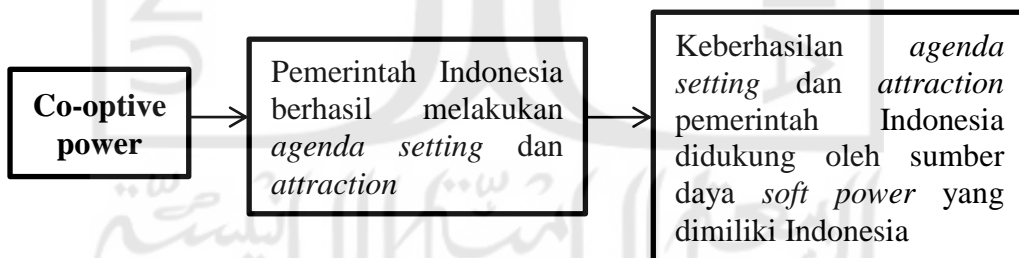 Co-optive
power
Pemerintah Indonesia
berhasil melakukan
agenda setting dan
attraction
Keberhasilan agenda
setting dan attraction
pemerintah Indonesia
didukung oleh sumber
daya soft power yang
dimiliki Indonesia